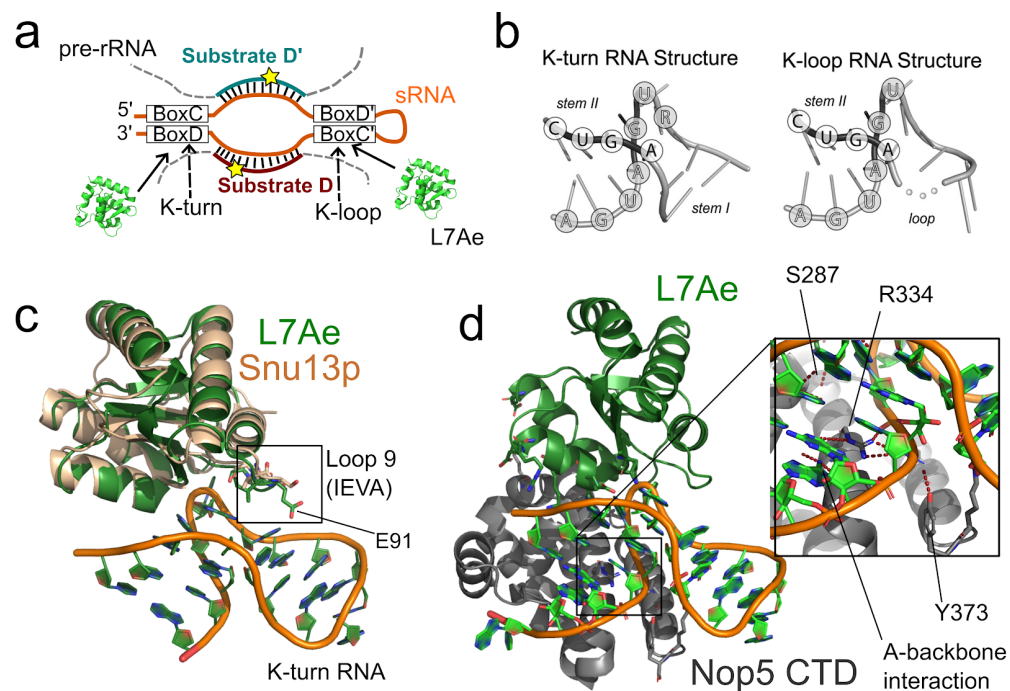 a
pre-rRNA
Substrate D'
sRNA
5'
BoxC
BoxD'
3'
BoxD
BoxC'
Substrate D
K-turn
K-loop
L7Ae
b
K-turn RNA Structure
K-loop RNA Structure
stem II
U
R
C
U
G
A
G
A
U
A
G
stem I
stem II
U
C
U
G
A
G
A
U
A
G
loop
c
L7Ae
Snu13p
Loop 9
(IEVA)
E91
K-turn RNA
d
L7Ae
S287
R334
Y373
Nop5 CTD
A-backbone
interaction